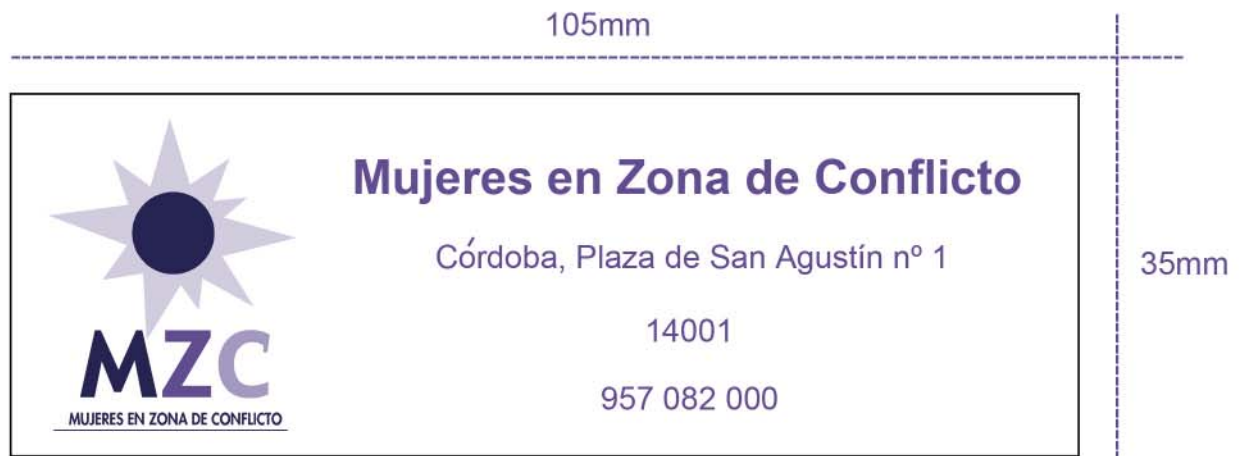 105mm
Mujeres en Zona de Conflicto
Córdoba, Plaza de San Agustín nº 1
35mm
14001
957 082 000
MZC
MUJERES EN ZONA DE CONFLICTO